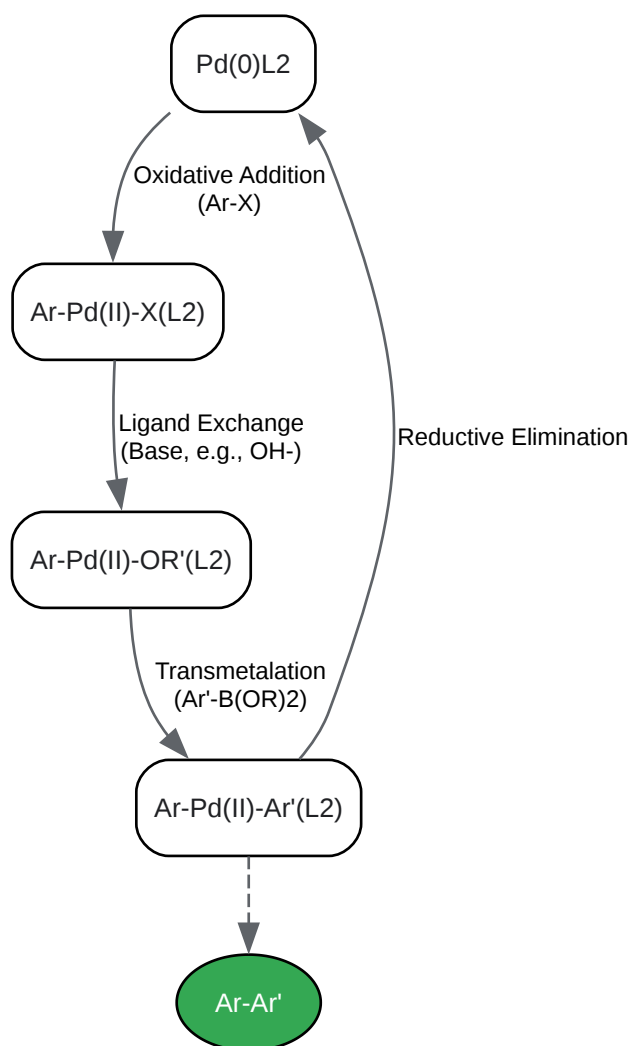 Pd(0)L2
Oxidative Addition
(Ar-X)
Ar-Pd(II)-X(L2)
Ligand Exchange
(Base, e.g., OH-)
Reductive Elimination
Ar-Pd(II)-OR'(L2)
Transmetalation
(Ar'-B(OR)2)
Ar-Pd(II)-Ar'(L2)
Ar-Ar'